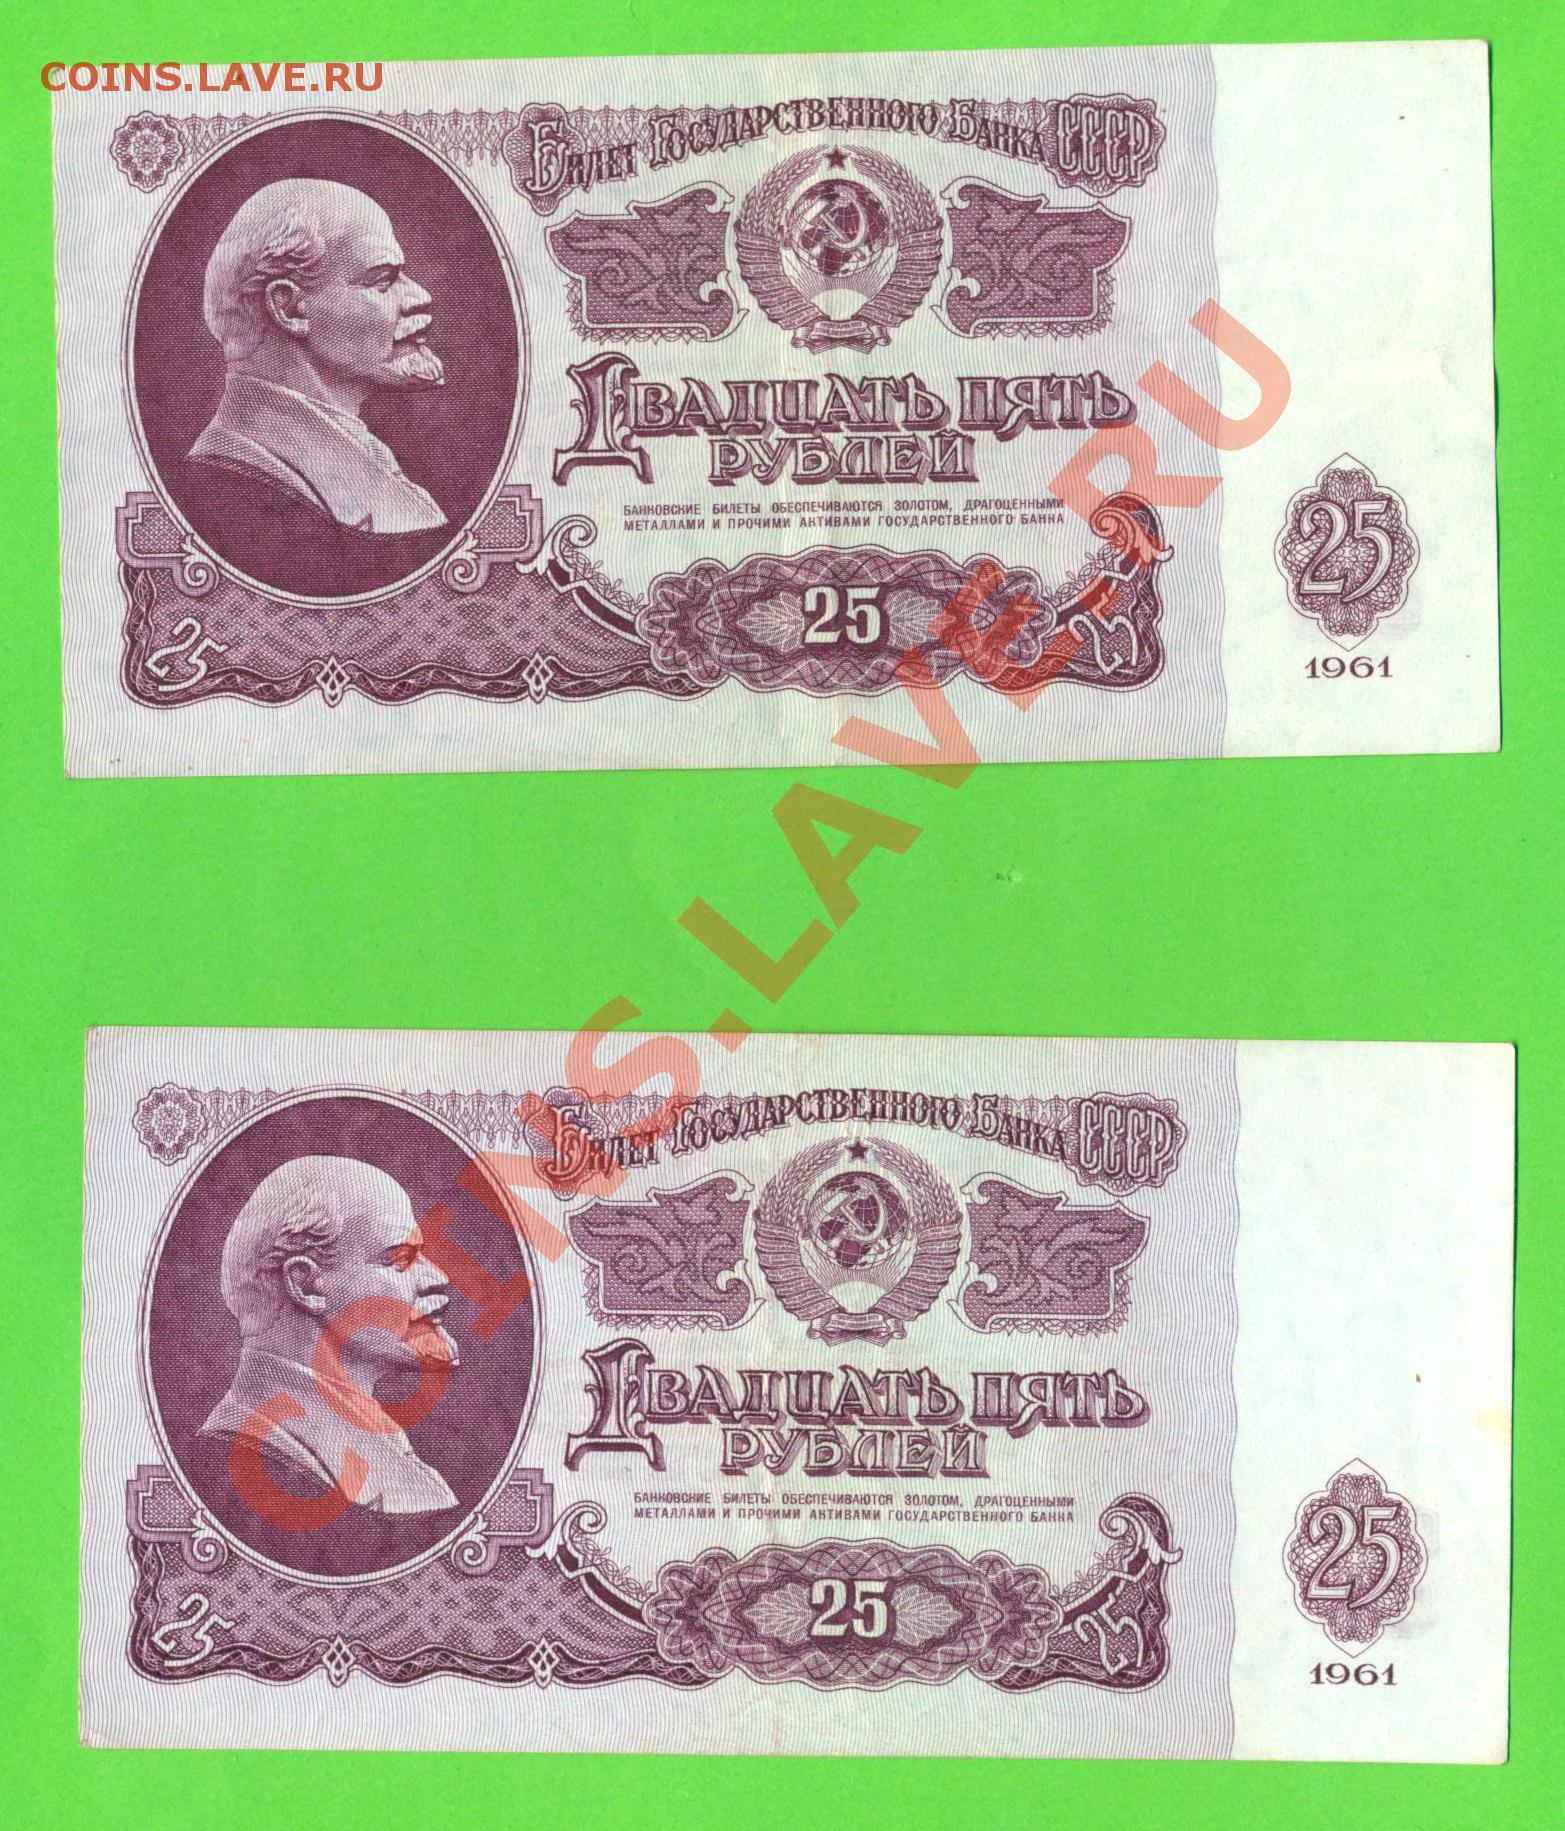 COINS.LAVE.RU
Билет Государственного Банка СССР
Двадцать пять
рублей
БАНКОВСКИЕ БИЛЕТЫ ОБЕСПЕЧИВАЮТСЯ ЗОЛОТОМ, ДРАГОЦЕННЫМИ
МЕТАЛЛАМИ И ПРОЧИМИ АКТИВАМИ ГОСУДАРСТВЕННОГО БАНКА
25
25
25
25
1961
COINS.LAVE.RU
Билет Государственного Банка СССР
Двадцать пять
рублей
БАНКОВСКИЕ БИЛЕТЫ ОБЕСПЕЧИВАЮТСЯ ЗОЛОТОМ, ДРАГОЦЕННЫМИ
МЕТАЛЛАМИ И ПРОЧИМИ АКТИВАМИ ГОСУДАРСТВЕННОГО БАНКА
25
25
25
25
1961